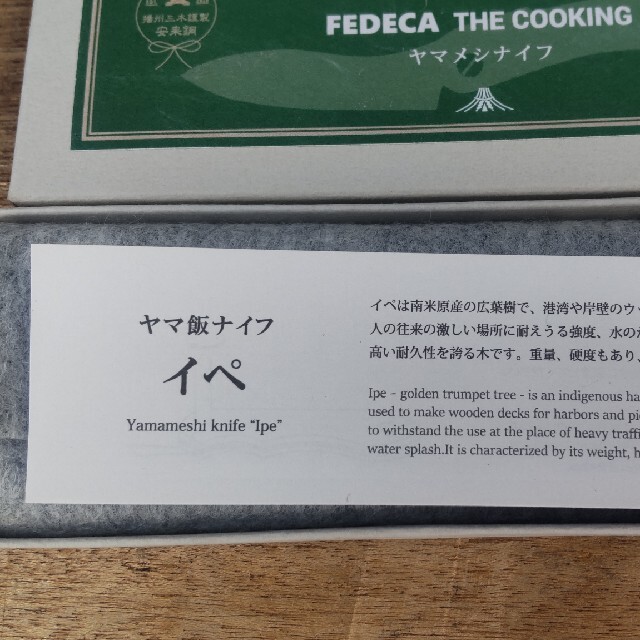 播州三木謹製
安来鋼
FEDECA THE COOKING
ヤマメシナイフ
ヤマ飯ナイフ
イペ
Yamameshi knife “Ipe”
イペは南米原産の広葉樹で、港湾や岸壁のウッ
人の往来の激しい場所に耐えうる強度、水の
高い耐久性を誇る木です。重量、硬度もあり、
Ipe - golden trumpet tree - is an indigenous ha
used to make wooden decks for harbors and pie
to withstand the use at the place of heavy traffi
water splash.It is characterized by its weight, h